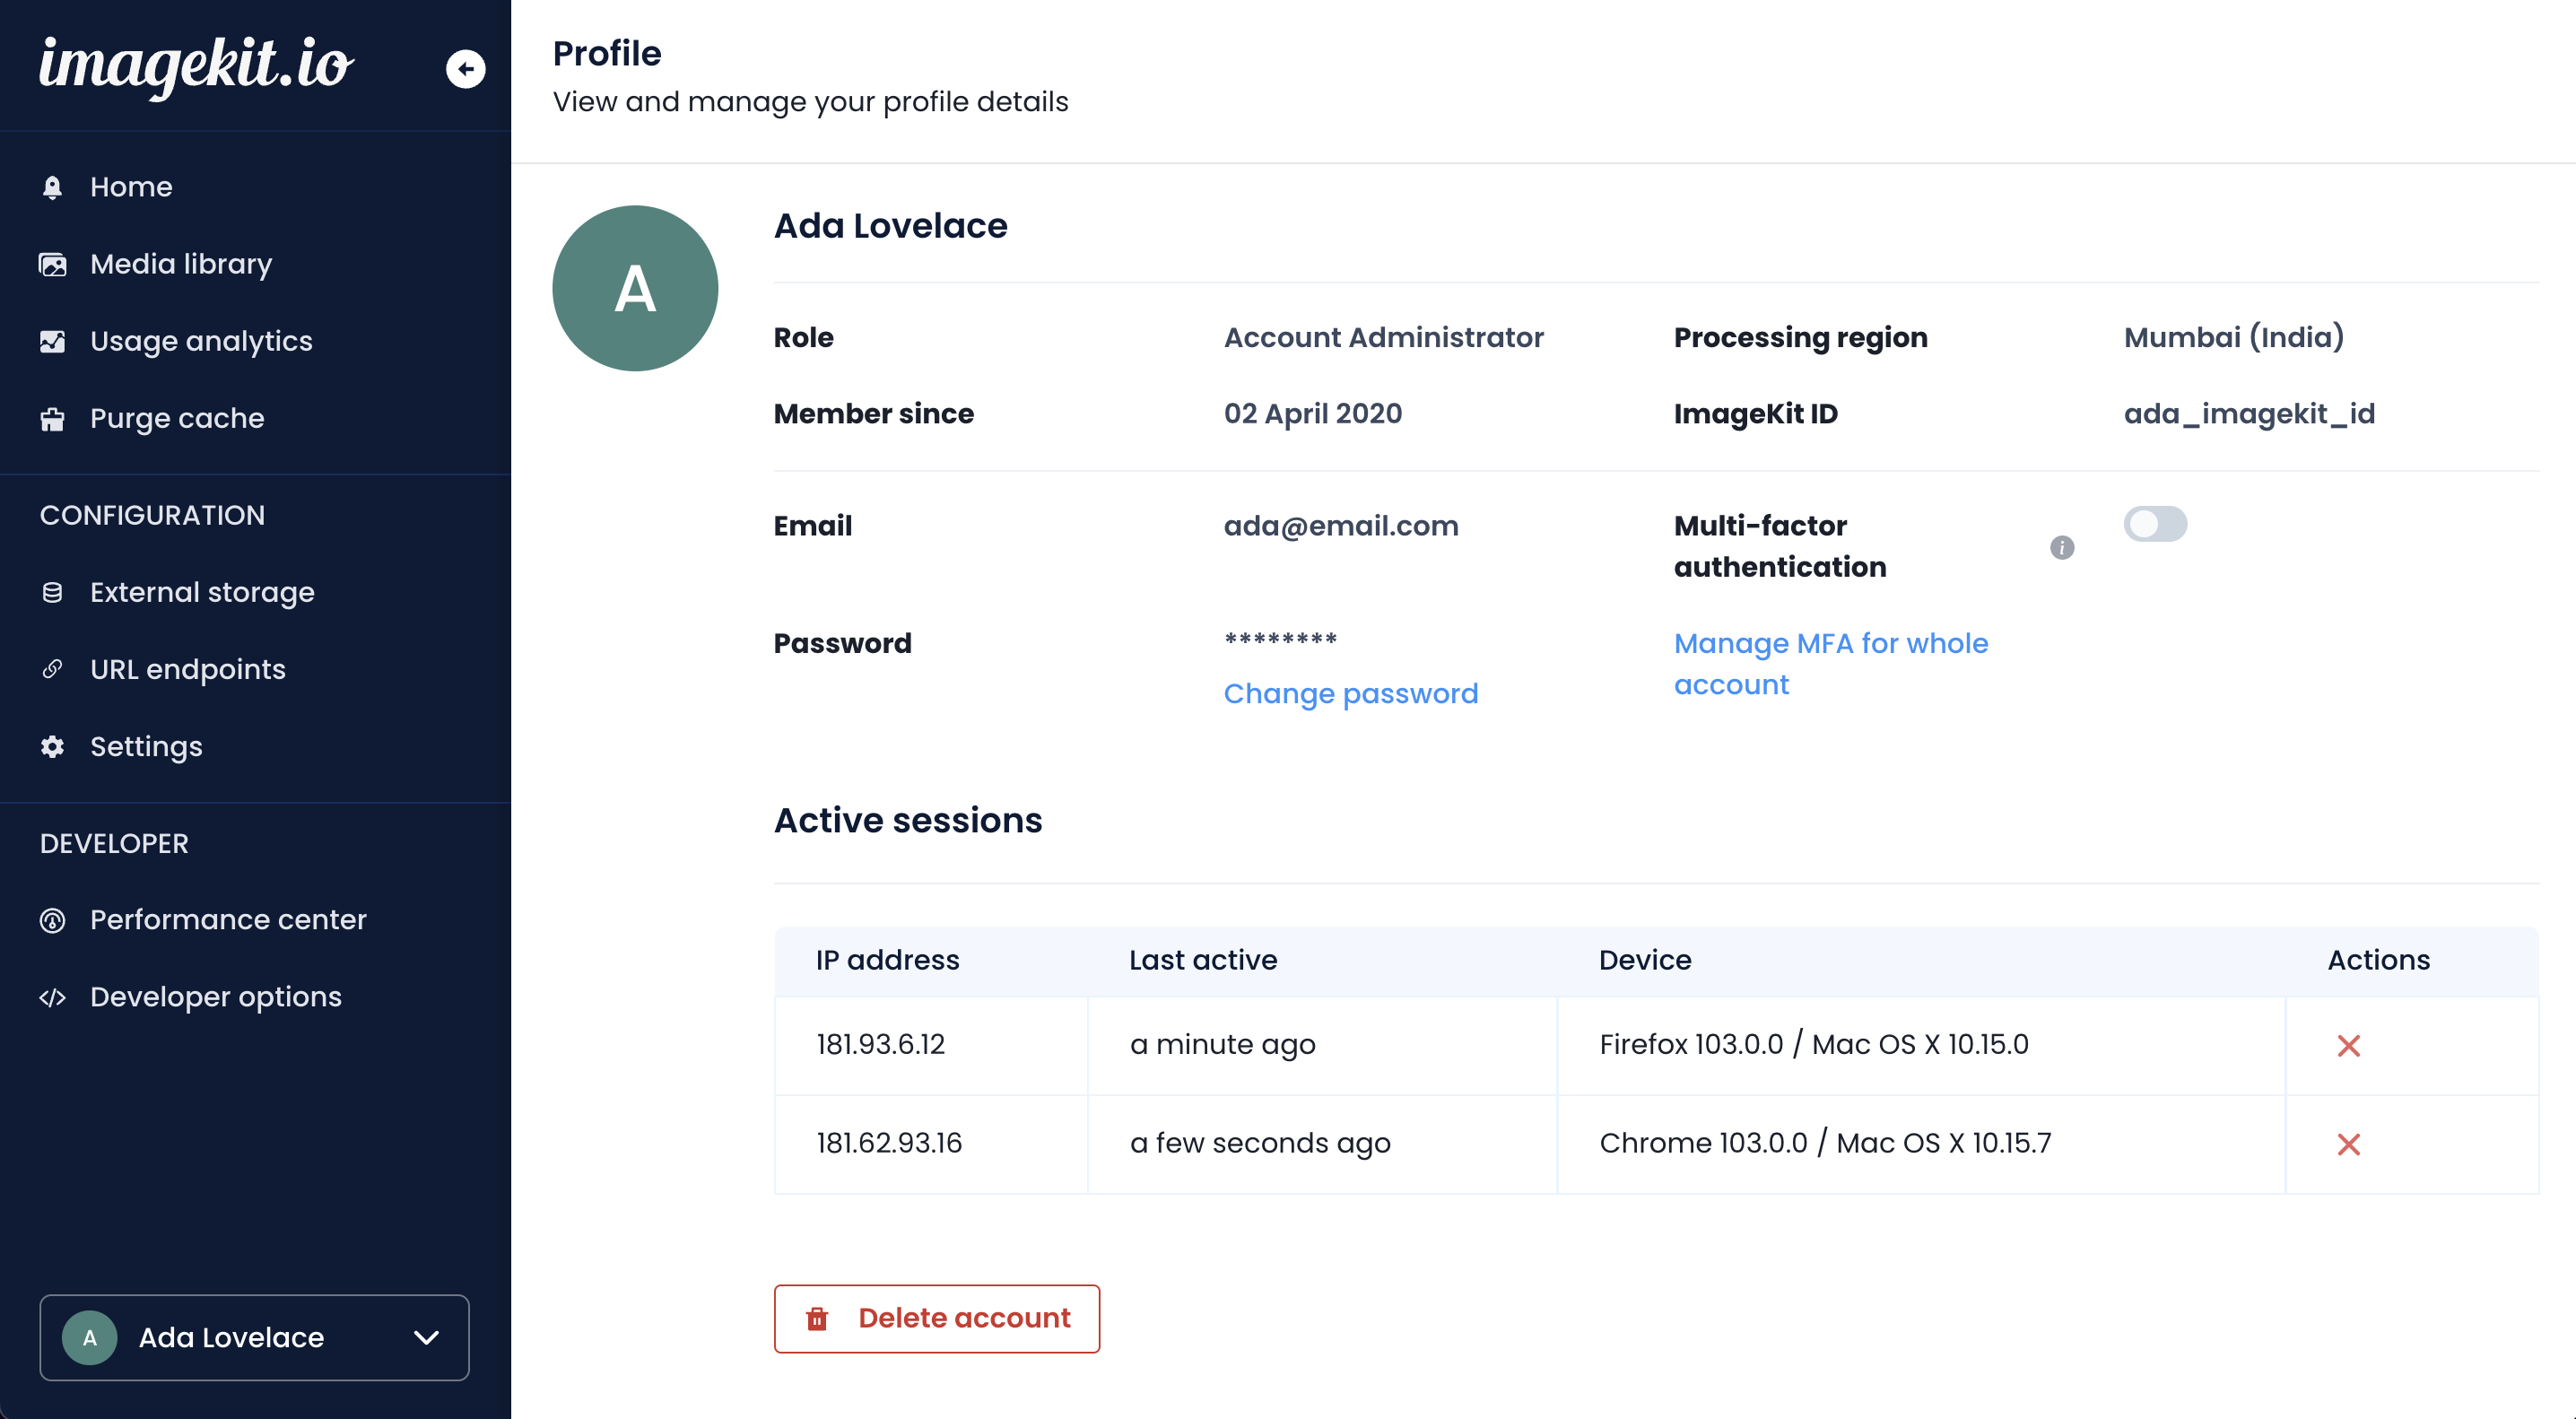 imagekit.io
Home
Media library
Usage analytics
Purge cache
CONFIGURATION
External storage
URL endpoints
Settings
DEVELOPER
Performance center
Developer options
A Ada Lovelace
Profile
View and manage your profile details
A
Ada Lovelace
Role Account Administrator Processing region Mumbai (India)
Member since 02 April 2020 ImageKit ID ada_imagekit_id
Email ada@email.com Multi-factor
authentication i
Password ******** Manage MFA for whole
account
Change password
Active sessions
IP address Last active Device Actions
181.93.6.12 a minute ago Firefox 103.0.0 / Mac OS X 10.15.0
181.62.93.16 a few seconds ago Chrome 103.0.0 / Mac OS X 10.15.7
Delete account